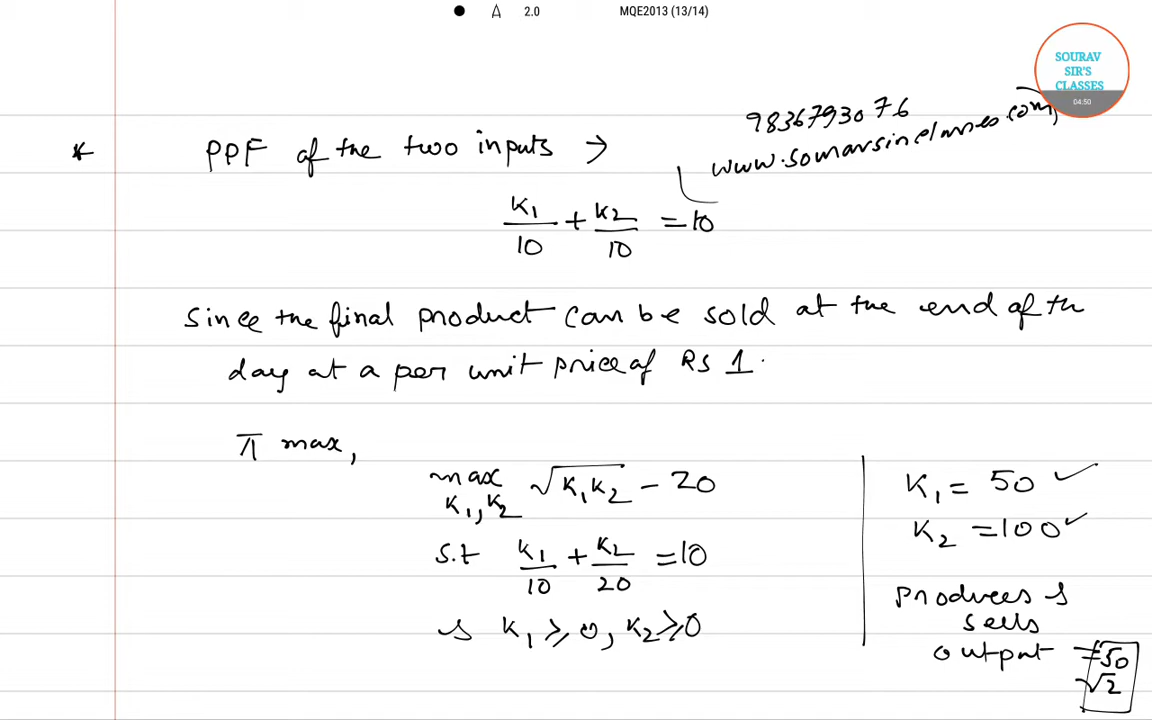 2.0 MQE2013 (13/14)
SOURAV
SIR'S
CLASSES
04:50
9836793076
www.souravsirclasses.com
* PPF of the two inputs →
K₁/10 + K₂/10 = 10
Since the final product can be sold at the end of th
day at a per unit price of Rs 1.
π max,
max √K₁K₂ - 20
K₁, K₂
s.t K₁/10 + K₂/20 = 10
& K₁ ≥ 0, K₂ ≥ 0
K₁ = 50 ✓
K₂ = 100 ✓
Produces &
sells
output = 50
√2